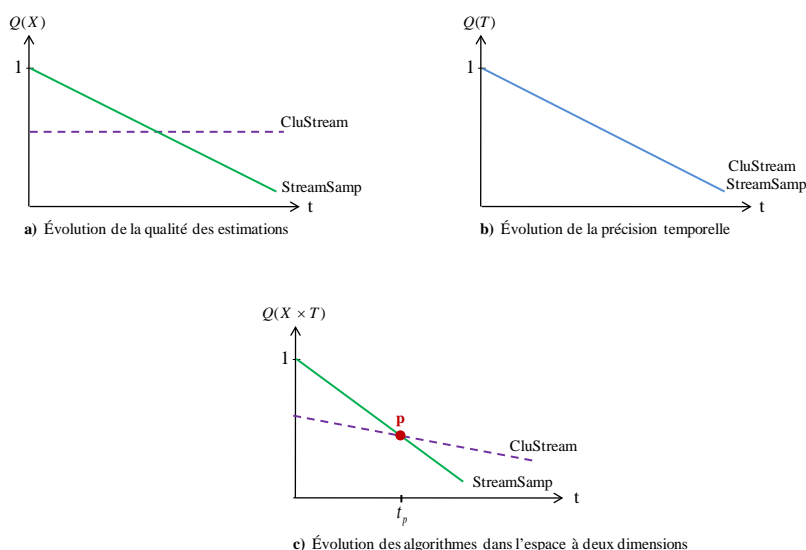 Q(X)
1
CluStream
StreamSamp
t
a) Évolution de la qualité des estimations
Q(T)
1
CluStream
StreamSamp
t
b) Évolution de la précision temporelle
Q(X × T)
1
p
CluStream
StreamSamp
t
t_p
c) Évolution des algorithmes dans l'espace à deux dimensions